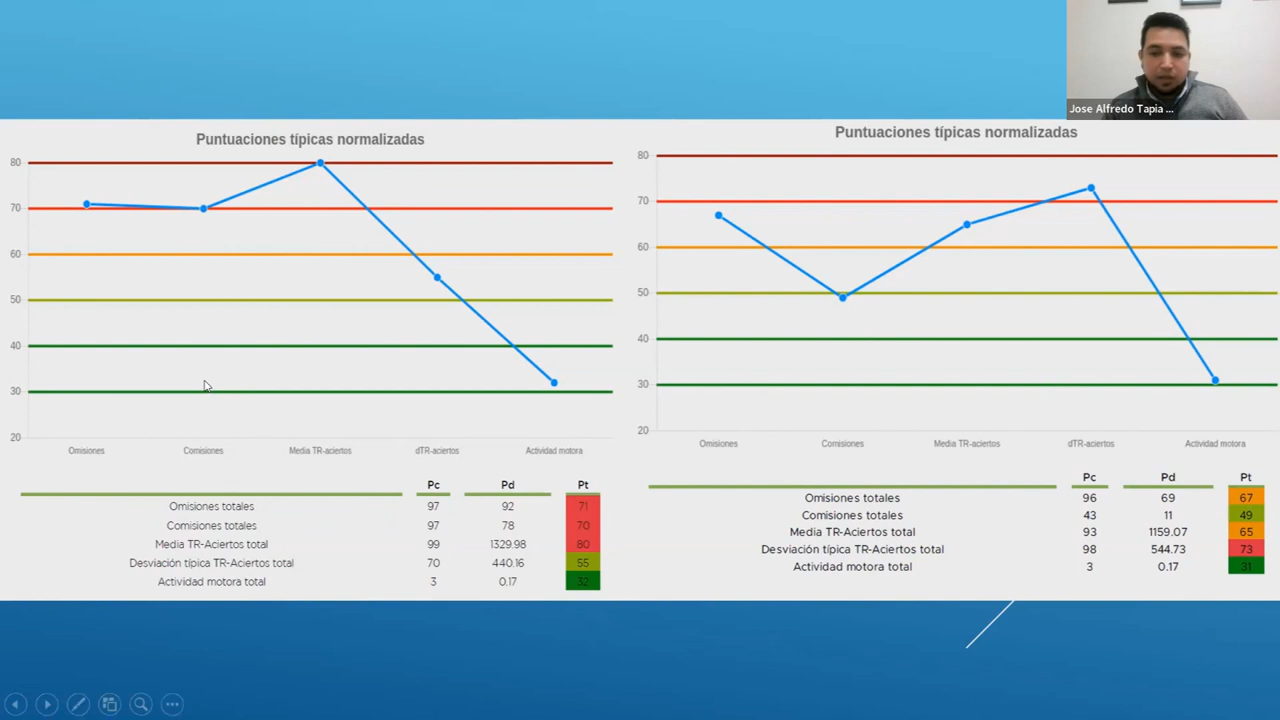 Jose Alfredo Tapia ...
Puntuaciones típicas normalizadas
80
70
60
50
40
30
20
Omisiones Comisiones Media TR-aciertos dTR-aciertos Actividad motora
Pc Pd Pt
Omisiones totales 97 92 71
Comisiones totales 97 78 70
Media TR-Aciertos total 99 1329.98 80
Desviación típica TR-Aciertos total 70 440.16 55
Actividad motora total 3 0.17 32
Puntuaciones típicas normalizadas
80
70
60
50
40
30
20
Omisiones Comisiones Media TR-aciertos dTR-aciertos Actividad motora
Pc Pd Pt
Omisiones totales 96 69 67
Comisiones totales 43 11 49
Media TR-Aciertos total 93 1159.07 65
Desviación típica TR-Aciertos total 98 544.73 73
Actividad motora total 3 0.17 31